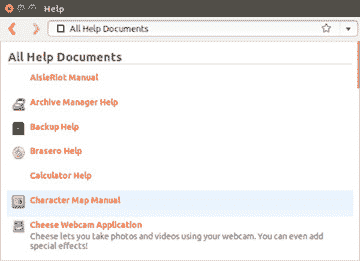 Help
All Help Documents
All Help Documents
AisleRiot Manual
Archive Manager Help
Backup Help
Brasero Help
Calculator Help
Character Map Manual
Cheese Webcam Application
Cheese lets you take photos and videos using your webcam. You can even add
special effects!